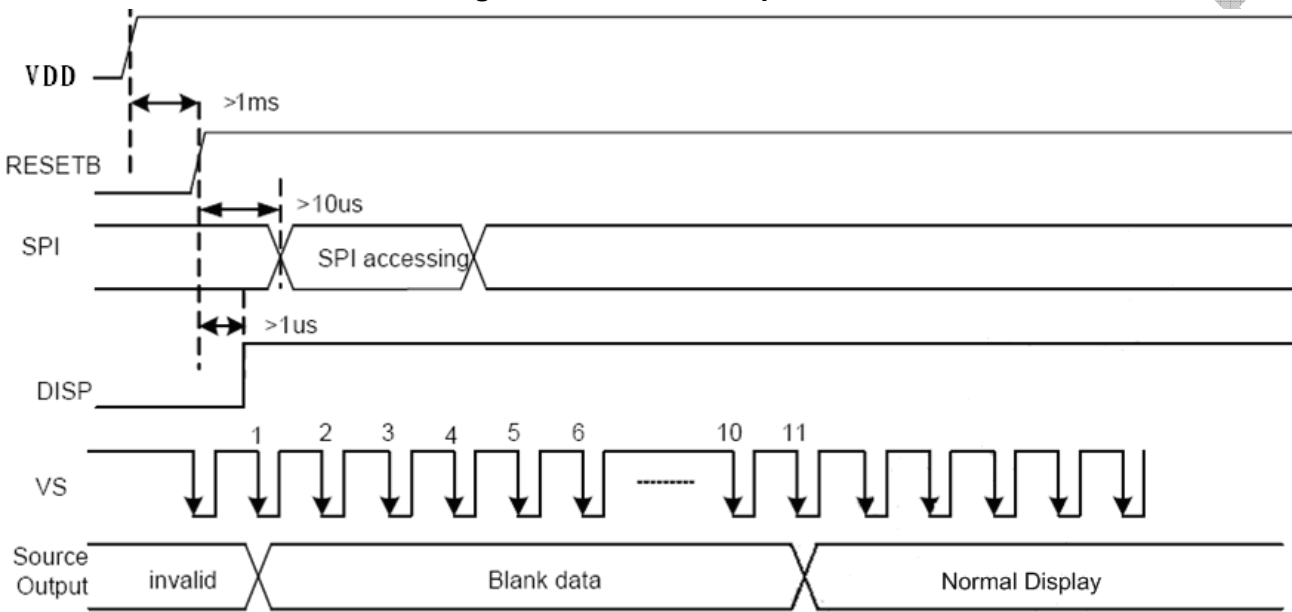 VDD
>1ms
RESETB
>10us
SPI
SPI accessing
>1us
DISP
1 2 3 4 5 6 10 11
VS
Source
Output
invalid
Blank data
Normal Display